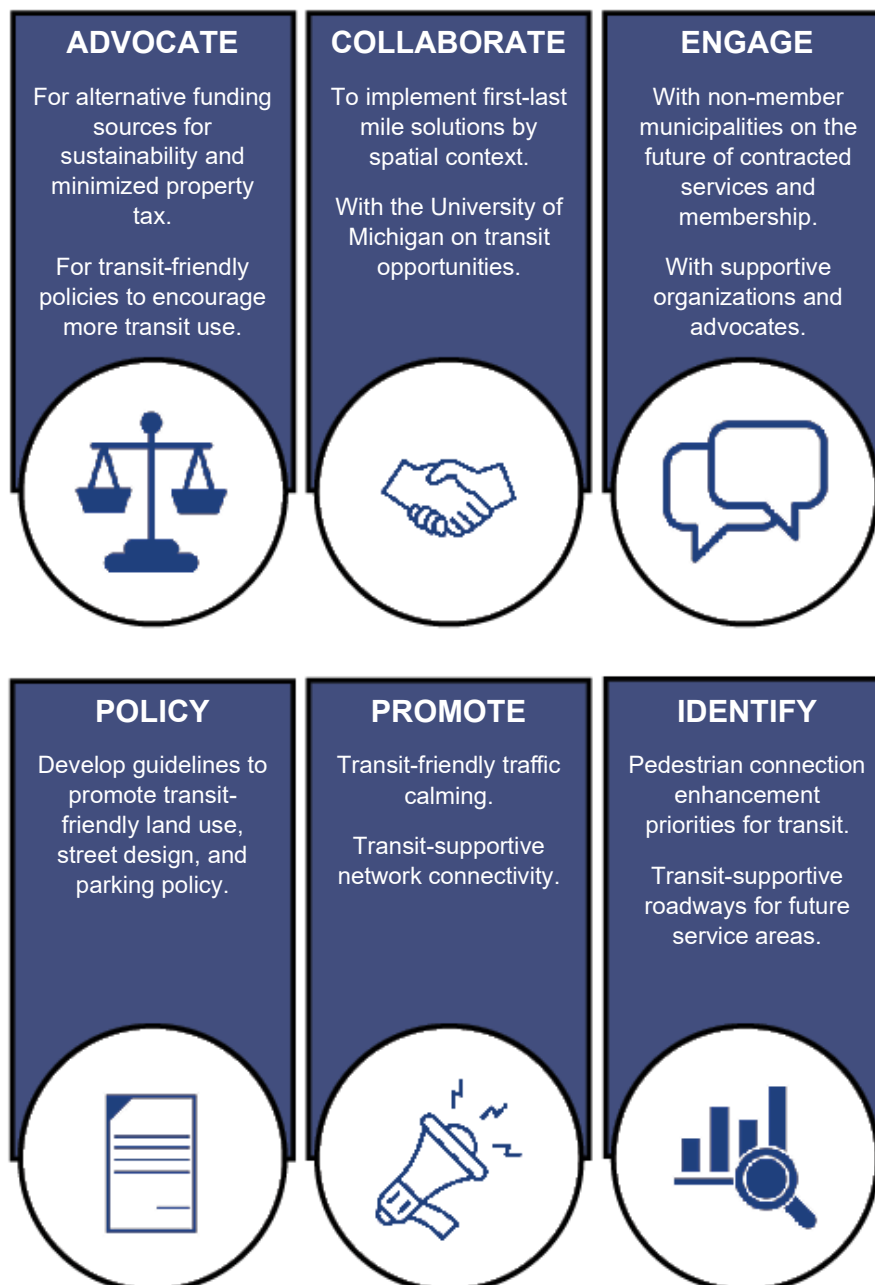 ADVOCATE
For alternative funding
sources for
sustainability and
minimized property
tax.
For transit-friendly
policies to encourage
more transit use.
COLLABORATE
To implement first-last
mile solutions by
spatial context.
With the University of
Michigan on transit
opportunities.
ENGAGE
With non-member
municipalities on the
future of contracted
services and
membership.
With supportive
organizations and
advocates.
POLICY
Develop guidelines to
promote transit-
friendly land use,
street design, and
parking policy.
PROMOTE
Transit-friendly traffic
calming.
Transit-supportive
network connectivity.
IDENTIFY
Pedestrian connection
enhancement
priorities for transit.
Transit-supportive
roadways for future
service areas.